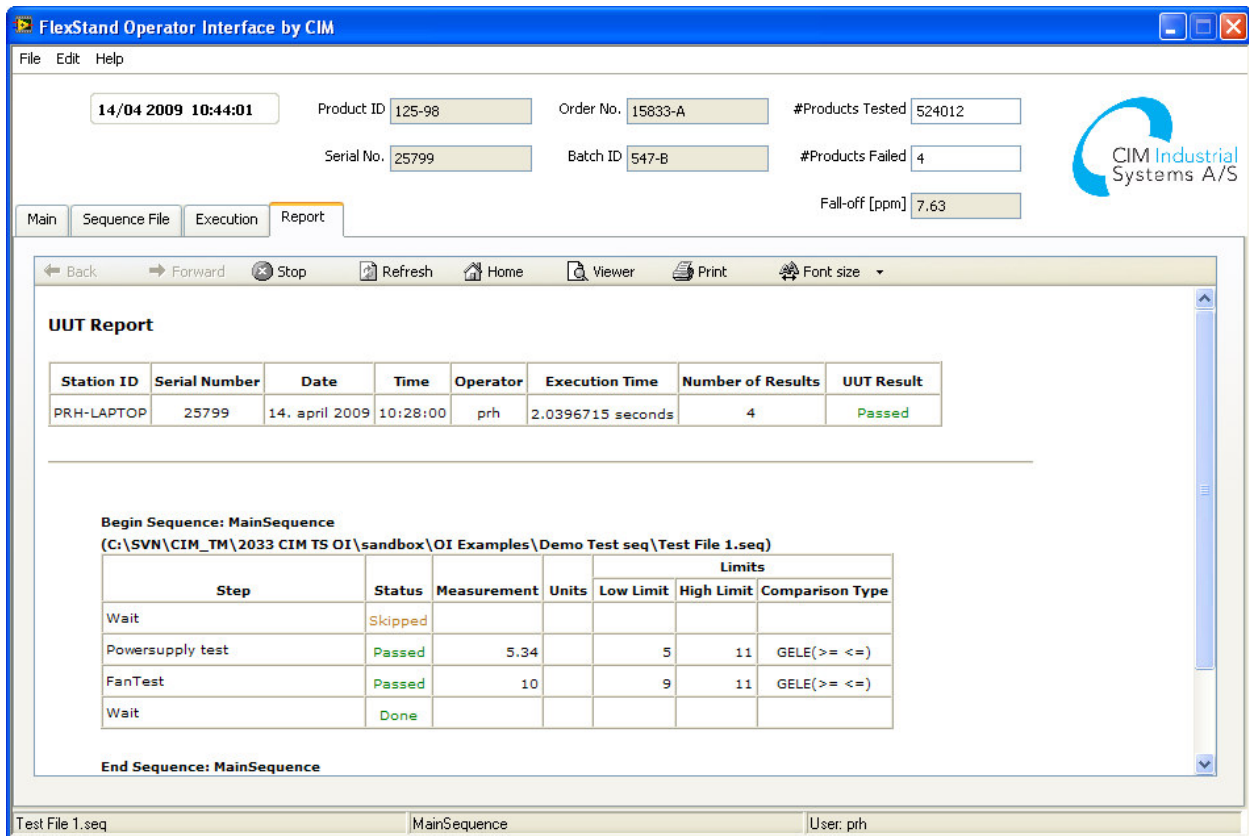 FlexStand Operator Interface by CIM
File Edit Help
14/04 2009 10:44:01 Product ID 125-98 Order No. 15833-A #Products Tested 524012
Serial No. 25799 Batch ID 547-B #Products Failed 4
CIM Industrial
Systems A/S
Fall-off [ppm] 7.63
Main Sequence File Execution Report
Back Forward Stop Refresh Home Viewer Print Font size
UUT Report
Station ID Serial Number Date Time Operator Execution Time Number of Results UUT Result
PRH-LAPTOP 25799 14. april 2009 10:28:00 prh 2.0396715 seconds 4 Passed
Begin Sequence: MainSequence
(C:\SVN\CIM_TM\2033 CIM TS OI\sandbox\OI Examples\Demo Test seq\Test File 1.seq)
Limits
Step Status Measurement Units Low Limit High Limit Comparison Type
Wait Skipped
Powersupply test Passed 5.34 5 11 GELE(>= <=)
FanTest Passed 10 9 11 GELE(>= <=)
Wait Done
End Sequence: MainSequence
Test File 1.seq MainSequence User: prh